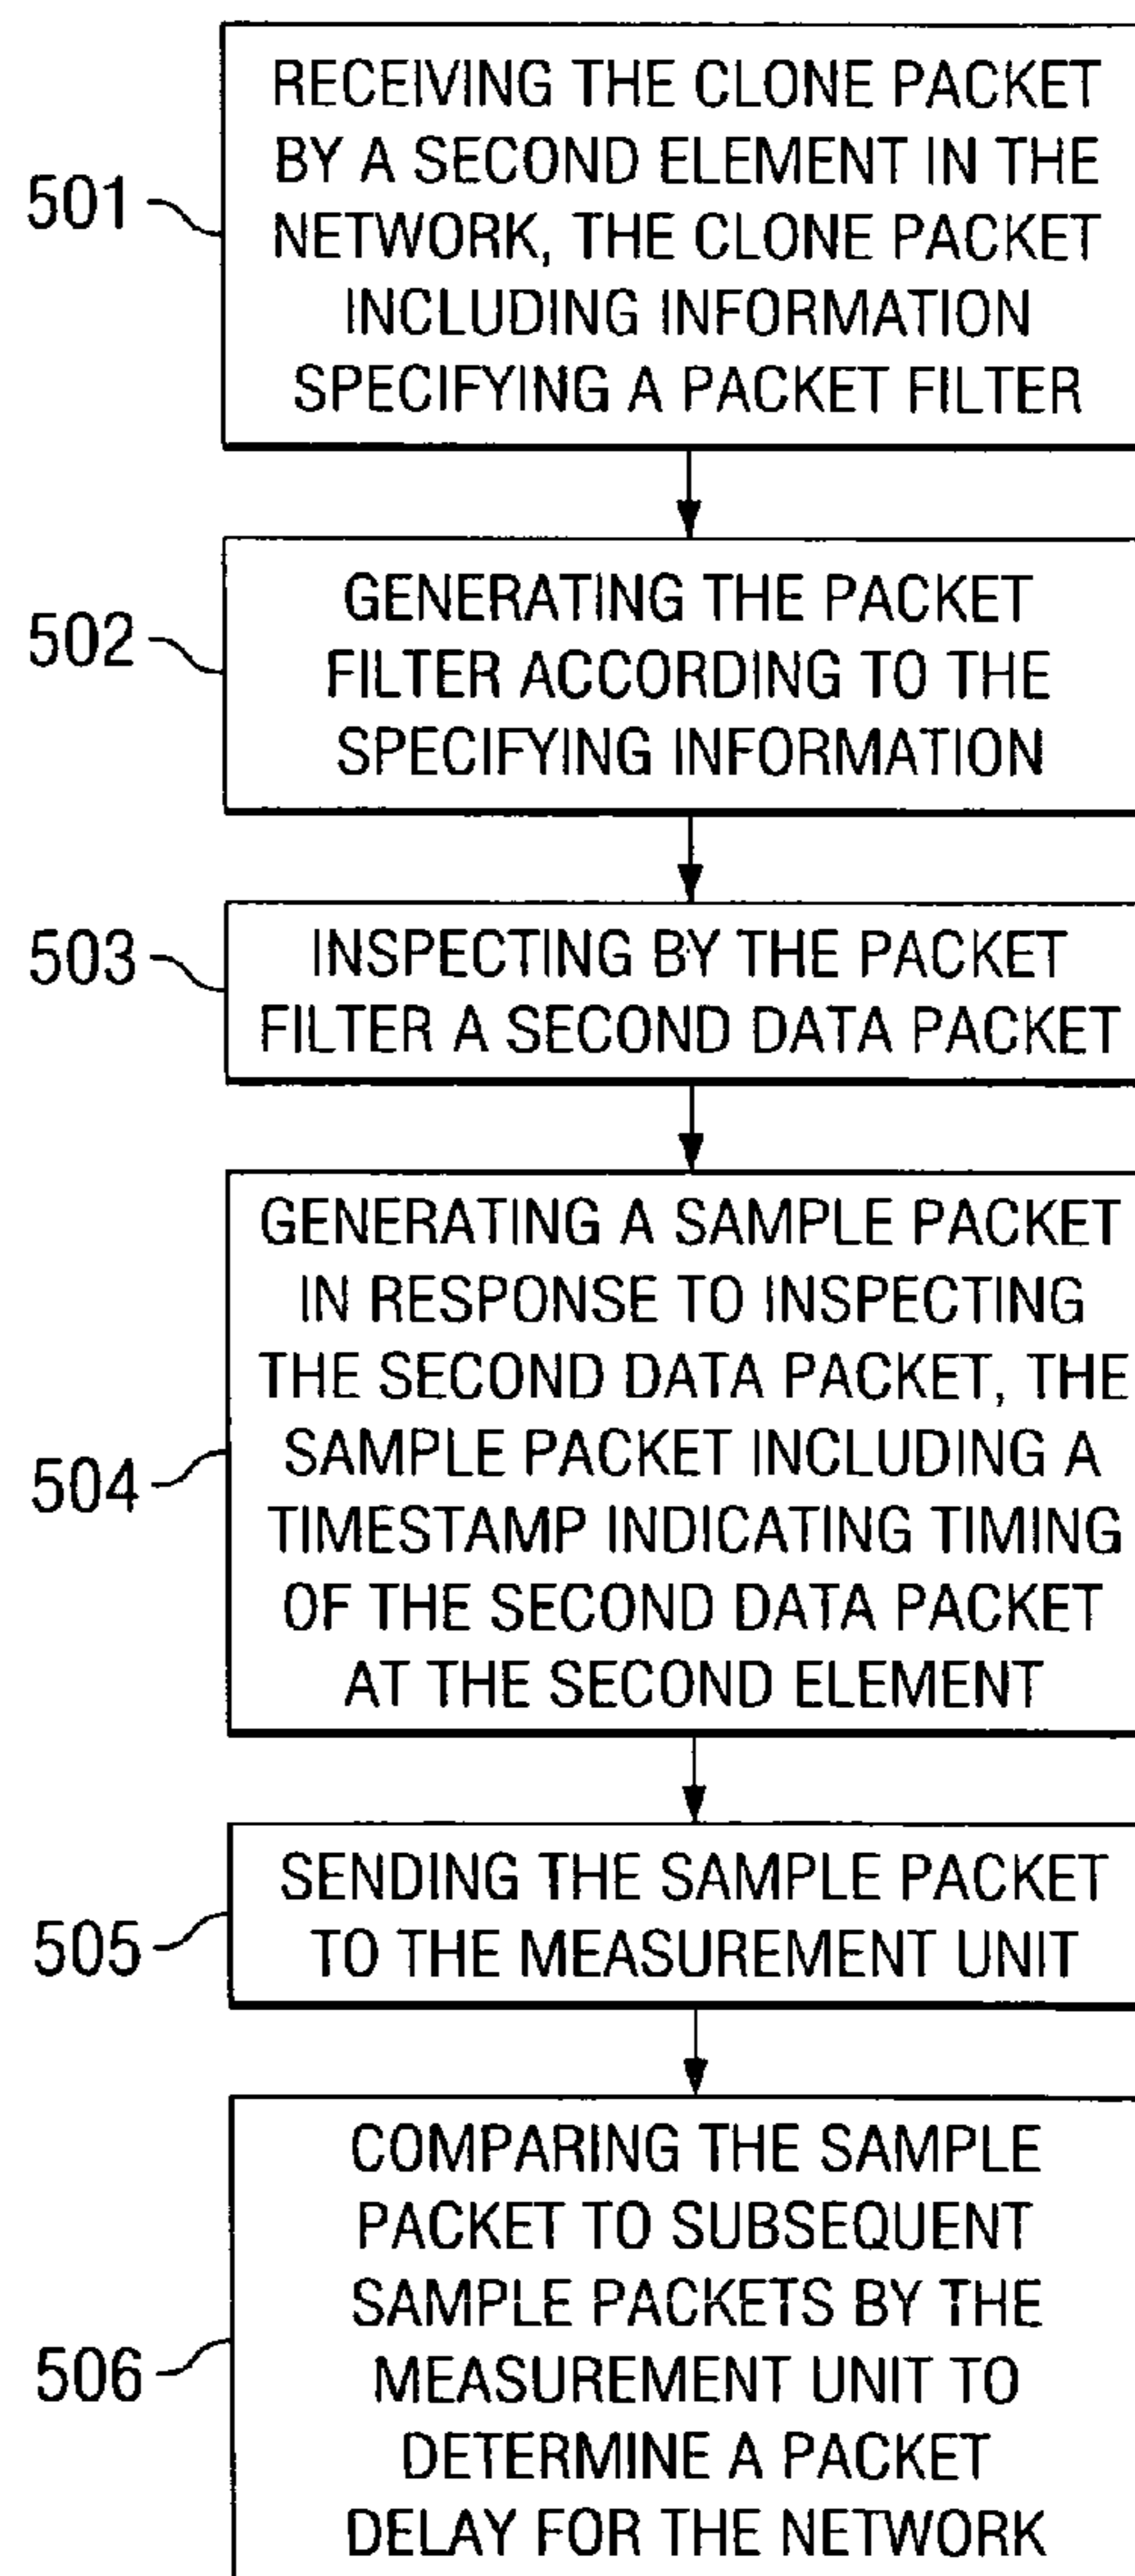 501
RECEIVING THE CLONE PACKET
BY A SECOND ELEMENT IN THE
NETWORK, THE CLONE PACKET
INCLUDING INFORMATION
SPECIFYING A PACKET FILTER
502
GENERATING THE PACKET
FILTER ACCORDING TO THE
SPECIFYING INFORMATION
503
INSPECTING BY THE PACKET
FILTER A SECOND DATA PACKET
504
GENERATING A SAMPLE PACKET
IN RESPONSE TO INSPECTING
THE SECOND DATA PACKET, THE
SAMPLE PACKET INCLUDING A
TIMESTAMP INDICATING TIMING
OF THE SECOND DATA PACKET
AT THE SECOND ELEMENT
505
SENDING THE SAMPLE PACKET
TO THE MEASUREMENT UNIT
506
COMPARING THE SAMPLE
PACKET TO SUBSEQUENT
SAMPLE PACKETS BY THE
MEASUREMENT UNIT TO
DETERMINE A PACKET
DELAY FOR THE NETWORK